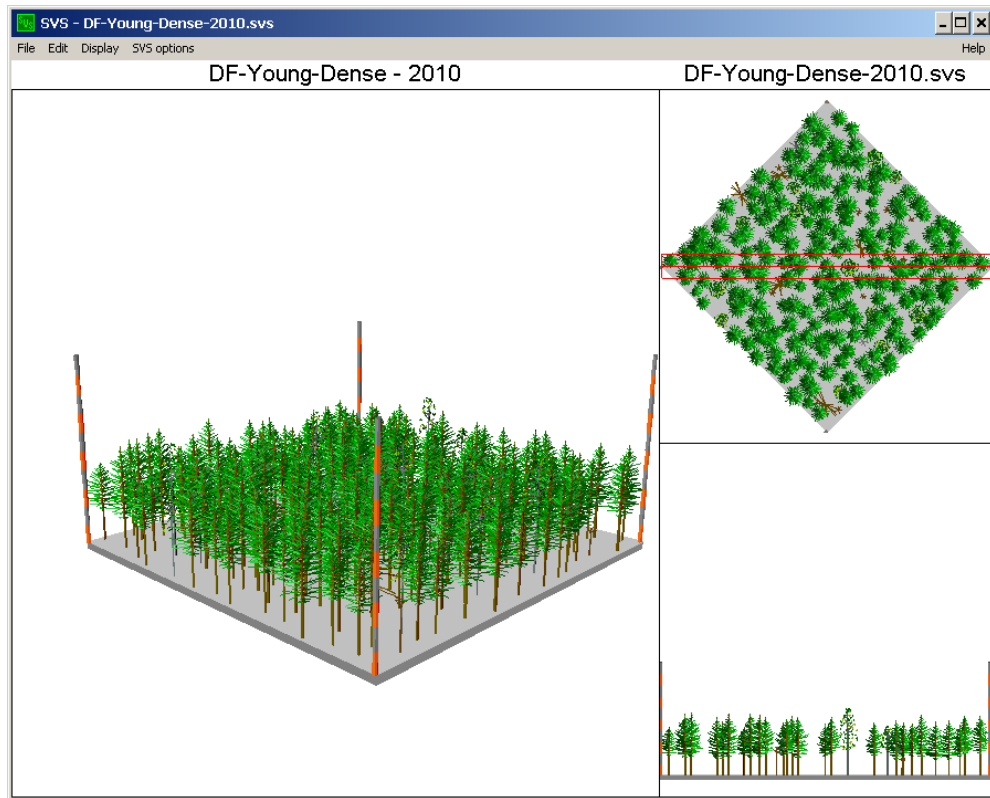 SVS - DF-Young-Dense-2010.svs
File Edit Display SVS options Help
DF-Young-Dense - 2010
DF-Young-Dense-2010.svs